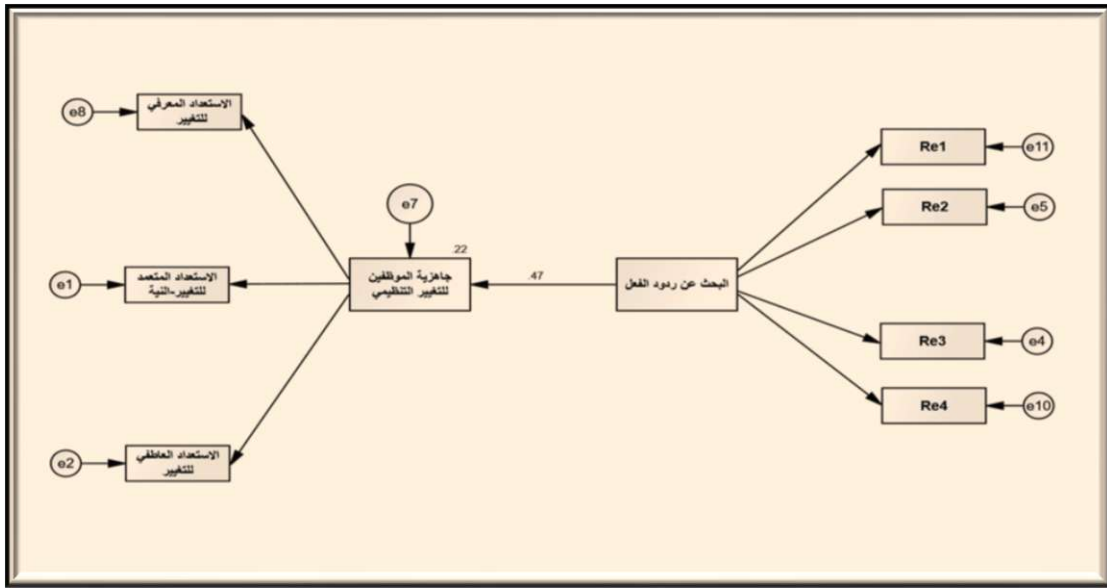 e8
الاستعداد المعرفي
للتغيير
e1
الاستعداد المتعمد
للتغيير-النية
e2
الاستعداد العاطفي
للتغيير
e7
.22
جاهزية الموظفين
للتغيير التنظيمي
.47
البحث عن ردود الفعل
Re1
e11
Re2
e5
Re3
e4
Re4
e10